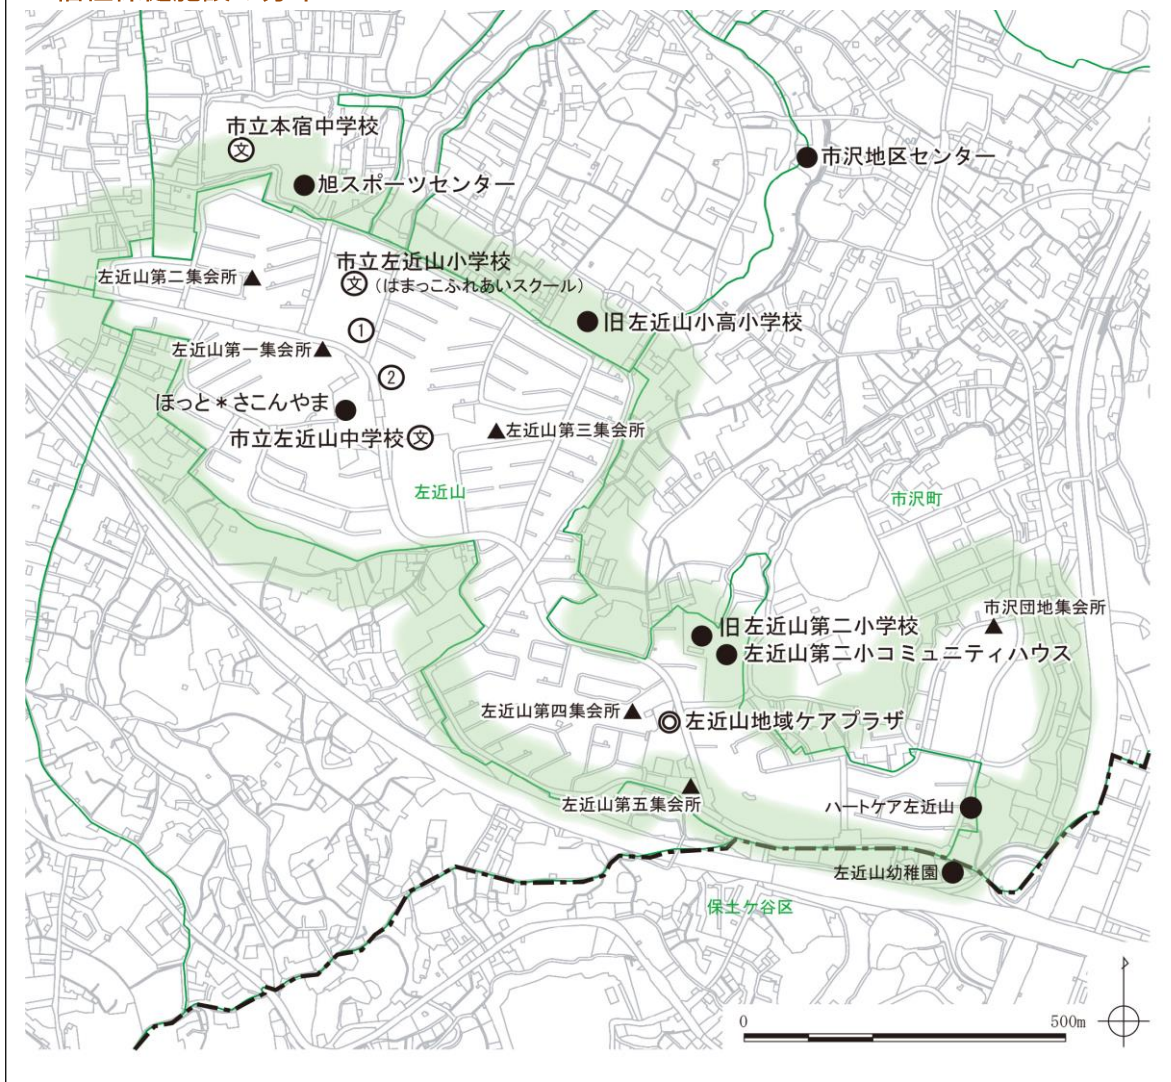 市立本宿中学校
文
旭スポーツセンター
市沢地区センター
市立左近山小学校
文（はまっこふれあいスクール）
左近山第二集会所
旧左近山小高小学校
①
左近山第一集会所
②
ほっと＊さこんやま
市立左近山中学校 文
左近山第三集会所
左近山
市沢町
市沢団地集会所
旧左近山第二小学校
左近山第二小コミュニティハウス
左近山第四集会所
左近山地域ケアプラザ
左近山第五集会所
ハートケア左近山
左近山幼稚園
保土ケ谷区
0 500m